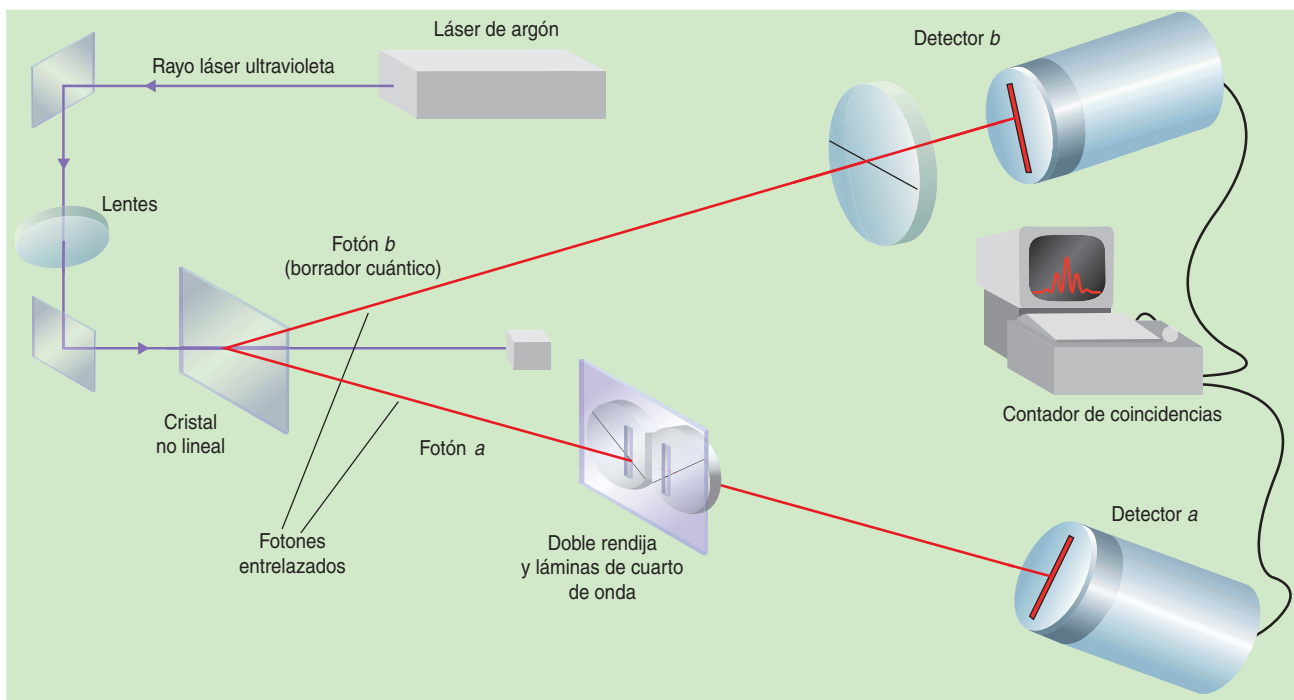 Láser de argón
Rayo láser ultravioleta
Detector b
Lentes
Fotón b
(borrador cuántico)
Cristal
no lineal
Fotón a
Contador de coincidencias
Fotones
entrelazados
Doble rendija
y láminas de cuarto
de onda
Detector a